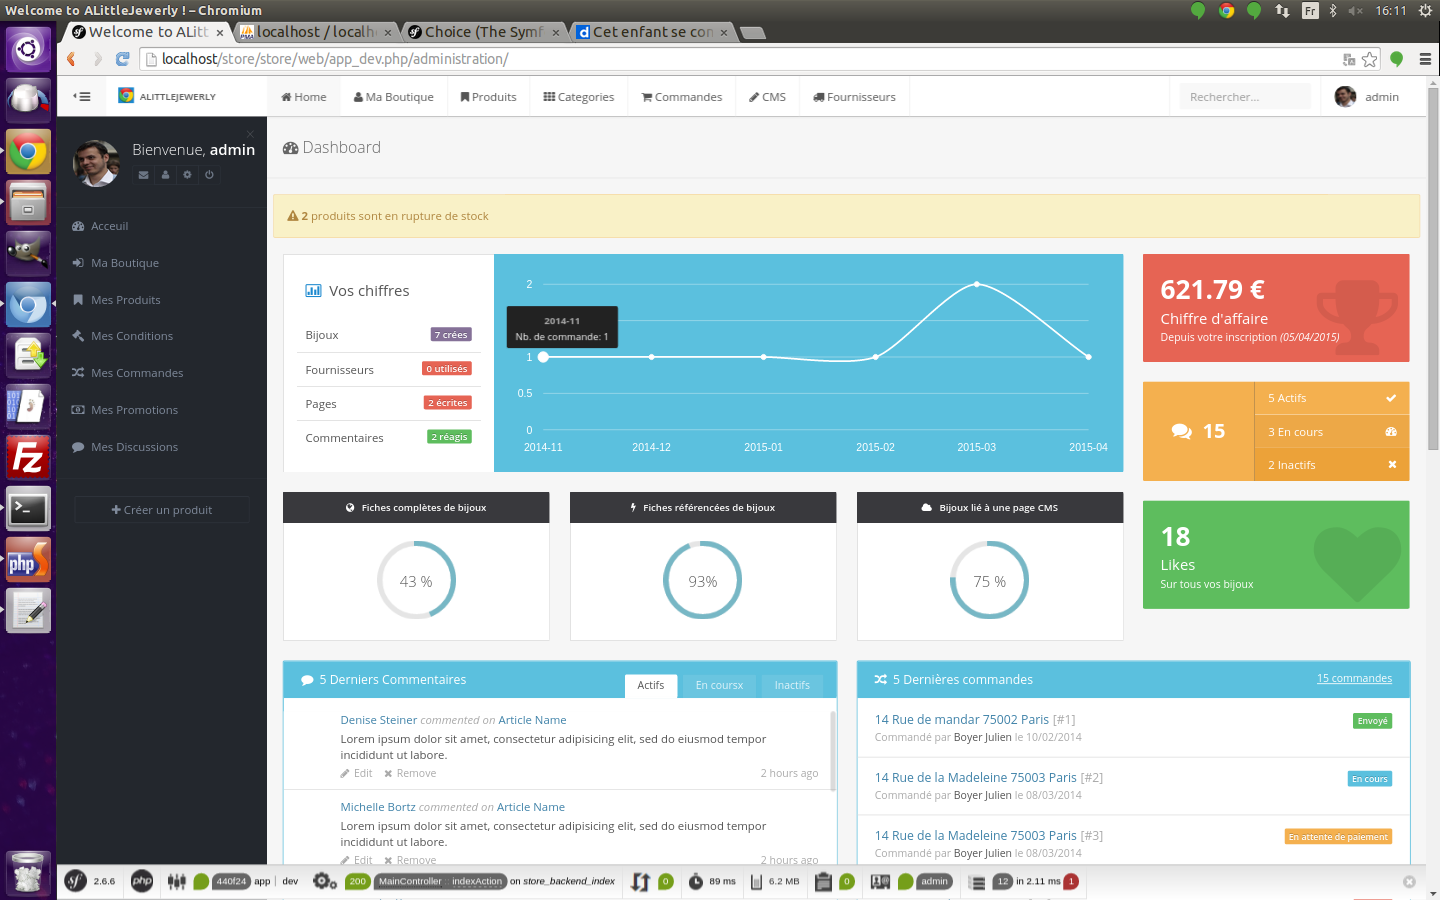 Welcome to ALittleJewerly ! – Chromium
Fr
16:11
Welcome to ALitt
localhost / localh
Choice (The Symf
Cet enfant se con
localhost/store/store/web/app_dev.php/administration/
ALITTLEJEWERLY
Home
Ma Boutique
Produits
Categories
Commandes
CMS
Fournisseurs
Rechercher...
admin
Bienvenue, admin
Dashboard
2 produits sont en rupture de stock
Acceuil
Ma Boutique
Mes Produits
Mes Conditions
Mes Commandes
Mes Promotions
Mes Discussions
Créer un produit
Vos chiffres
Bijoux
7 crées
Fournisseurs
0 utilisés
Pages
2 écrites
Commentaires
2 réagis
2
1
0.5
0
2014-11
Nb. de commande: 1
2014-11
2014-12
2015-01
2015-02
2015-03
2015-04
621.79 €
Chiffre d'affaire
Depuis votre inscription (05/04/2015)
15
5 Actifs
3 En cours
2 Inactifs
18
Likes
Sur tous vos bijoux
Fiches complètes de bijoux
43 %
Fiches référencées de bijoux
93%
Bijoux lié à une page CMS
75 %
5 Derniers Commentaires
Actifs
En coursx
Inactifs
Denise Steiner commented on Article Name
Lorem ipsum dolor sit amet, consectetur adipisicing elit, sed do eiusmod tempor
incididunt ut labore.
Edit
Remove
2 hours ago
Michelle Bortz commented on Article Name
Lorem ipsum dolor sit amet, consectetur adipisicing elit, sed do eiusmod tempor
incididunt ut labore.
Edit
Remove
2 hours ago
5 Dernières commandes
15 commandes
14 Rue de mandar 75002 Paris [#1]
Envoyé
Commandé par Boyer Julien le 10/02/2014
14 Rue de la Madeleine 75003 Paris [#2]
En cours
Commandé par Boyer Julien le 08/03/2014
14 Rue de la Madeleine 75003 Paris [#3]
En attente de paiement
Commandé par Boyer Julien le 08/03/2014
2.6.6
php
440f24 app | dev
200 MainController :: indexAction on store_backend_index
0
89 ms
6.2 MB
0
admin
12 in 2.11 ms 1